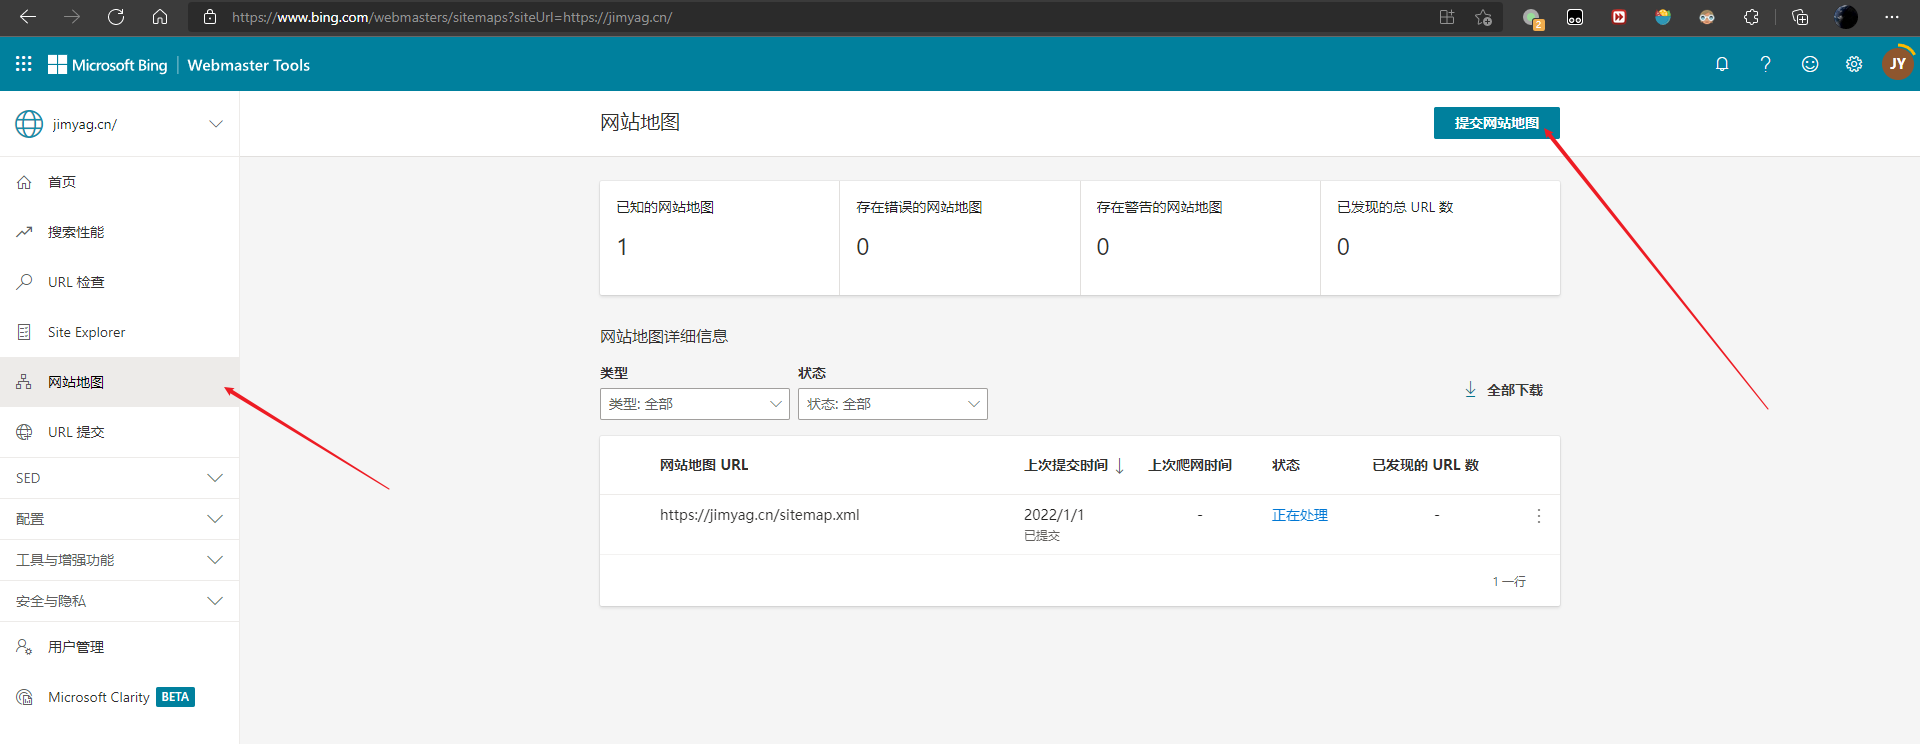 https://www.bing.com/webmasters/sitemaps?siteUrl=https://jimyag.cn/
2
Microsoft Bing | Webmaster Tools
JY
jimyag.cn/
首页
搜索性能
URL 检查
Site Explorer
网站地图
URL 提交
SEO
配置
工具与增强功能
安全与隐私
用户管理
Microsoft Clarity BETA
网站地图
提交网站地图
已知的网站地图
1
存在错误的网站地图
0
存在警告的网站地图
0
已发现的总 URL 数
0
网站地图详细信息
类型
类型: 全部
状态
状态: 全部
全部下载
网站地图 URL 上次提交时间 上次爬网时间 状态 已发现的 URL 数
https://jimyag.cn/sitemap.xml 2022/1/1 - 正在处理 -
已提交
1 一行